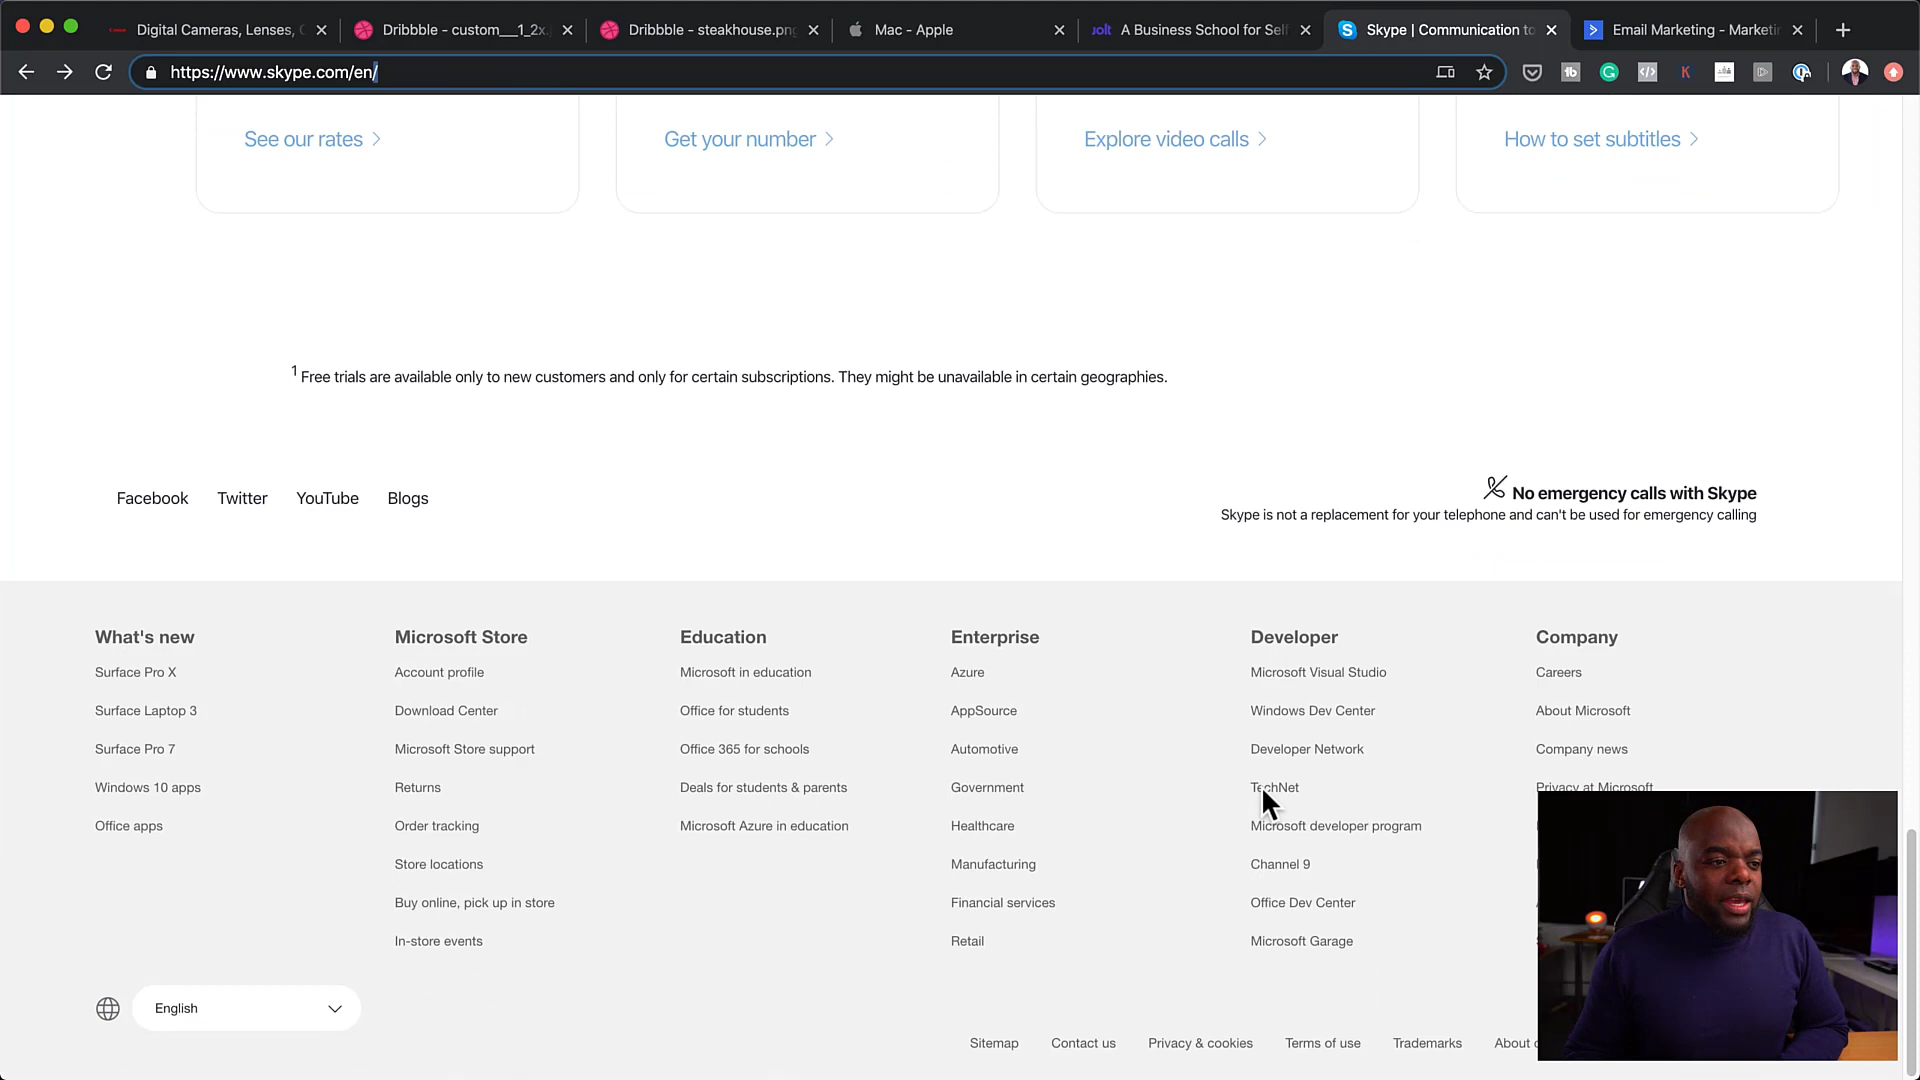 Digital Cameras, Lenses, C
Dribbble - custom___1_2x.j
Dribbble - steakhouse.png
Mac - Apple
jolt
A Business School for Self
Skype | Communication to
Email Marketing - Marketin
https://www.skype.com/en/
See our rates
Get your number
Explore video calls
How to set subtitles
1 Free trials are available only to new customers and only for certain subscriptions. They might be unavailable in certain geographies.
Facebook
Twitter
YouTube
Blogs
No emergency calls with Skype
Skype is not a replacement for your telephone and can't be used for emergency calling
What's new
Surface Pro X
Surface Laptop 3
Surface Pro 7
Windows 10 apps
Office apps
Microsoft Store
Account profile
Download Center
Microsoft Store support
Returns
Order tracking
Store locations
Buy online, pick up in store
In-store events
Education
Microsoft in education
Office for students
Office 365 for schools
Deals for students & parents
Microsoft Azure in education
Enterprise
Azure
AppSource
Automotive
Government
Healthcare
Manufacturing
Financial services
Retail
Developer
Microsoft Visual Studio
Windows Dev Center
Developer Network
TechNet
Microsoft developer program
Channel 9
Office Dev Center
Microsoft Garage
Company
Careers
About Microsoft
Company news
Privacy at Microsoft
English
Sitemap
Contact us
Privacy & cookies
Terms of use
Trademarks
About